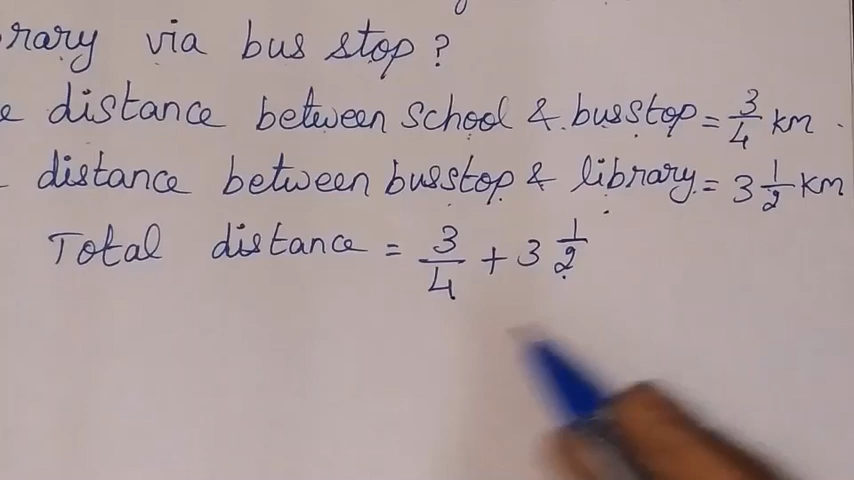 rary via bus stop?
e distance between school & busstop = 3/4 km.
distance between busstop & library = 3 1/2 km
Total distance = 3/4 + 3 1/2